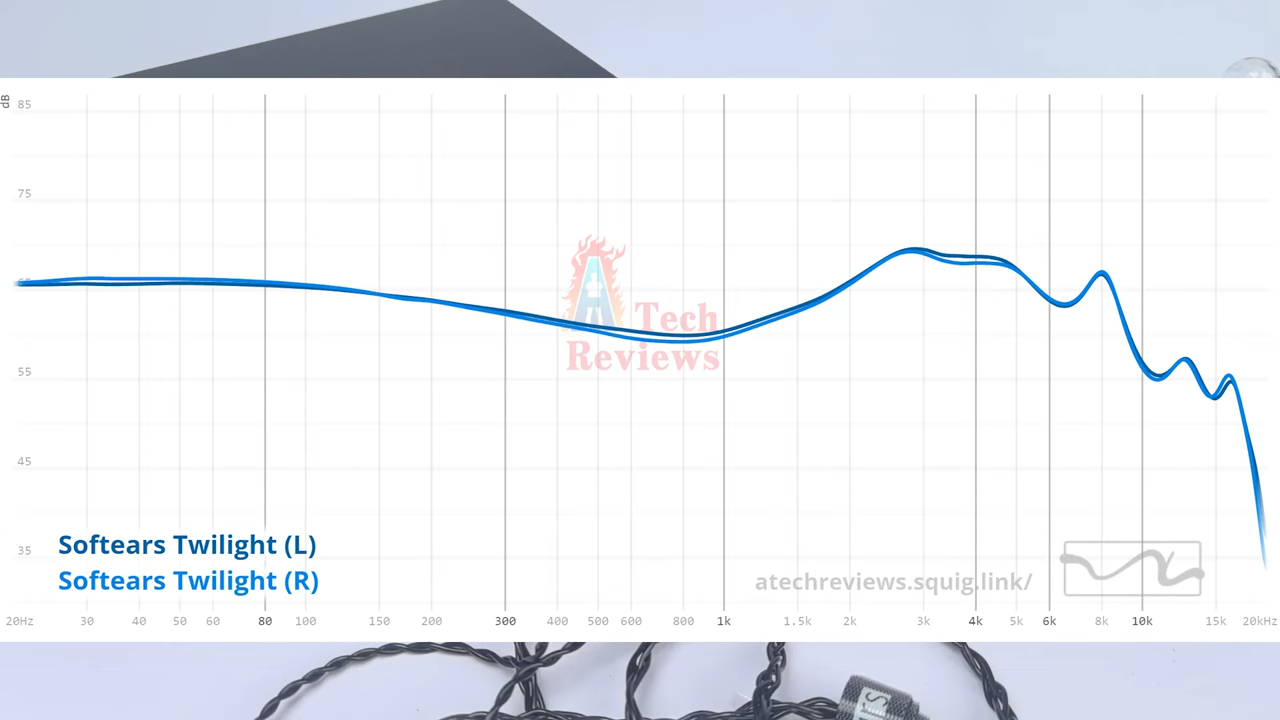 dB
85
75
65
55
45
35
A Tech
Reviews
Softears Twilight (L)
Softears Twilight (R)
atechreviews.squig.link/
20Hz 30 40 50 60 80 100 150 200 300 400 500 600 800 1k 1.5k 2k 3k 4k 5k 6k 8k 10k 15k 20kHz